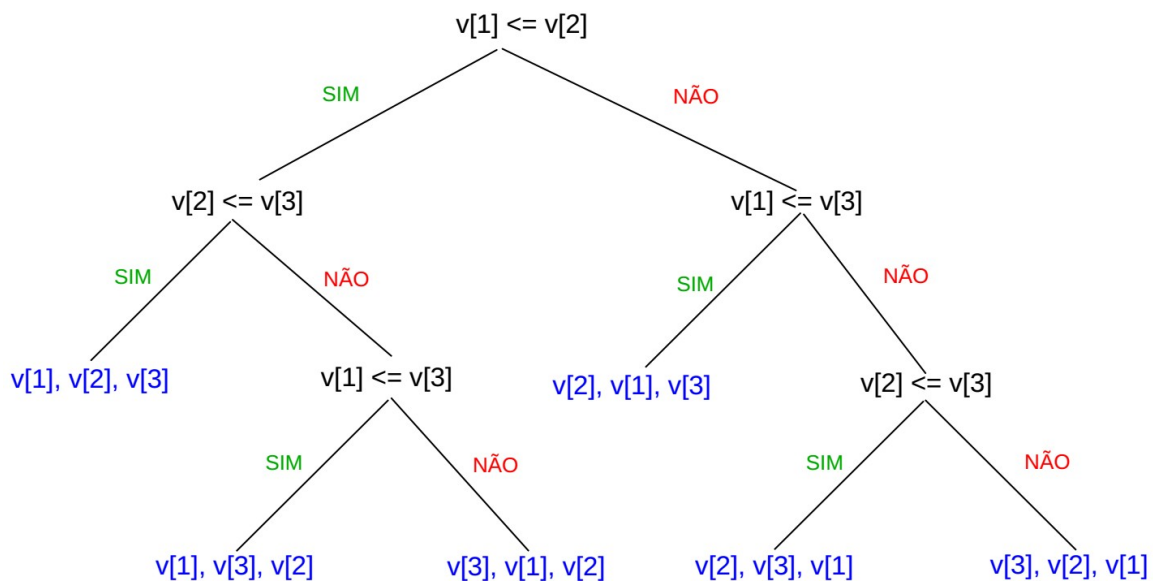 v[1] <= v[2]
SIM
NÃO
v[2] <= v[3]
v[1] <= v[3]
SIM
NÃO
SIM
NÃO
v[1], v[2], v[3]
v[1] <= v[3]
v[2], v[1], v[3]
v[2] <= v[3]
SIM
NÃO
SIM
NÃO
v[1], v[3], v[2]
v[3], v[1], v[2]
v[2], v[3], v[1]
v[3], v[2], v[1]